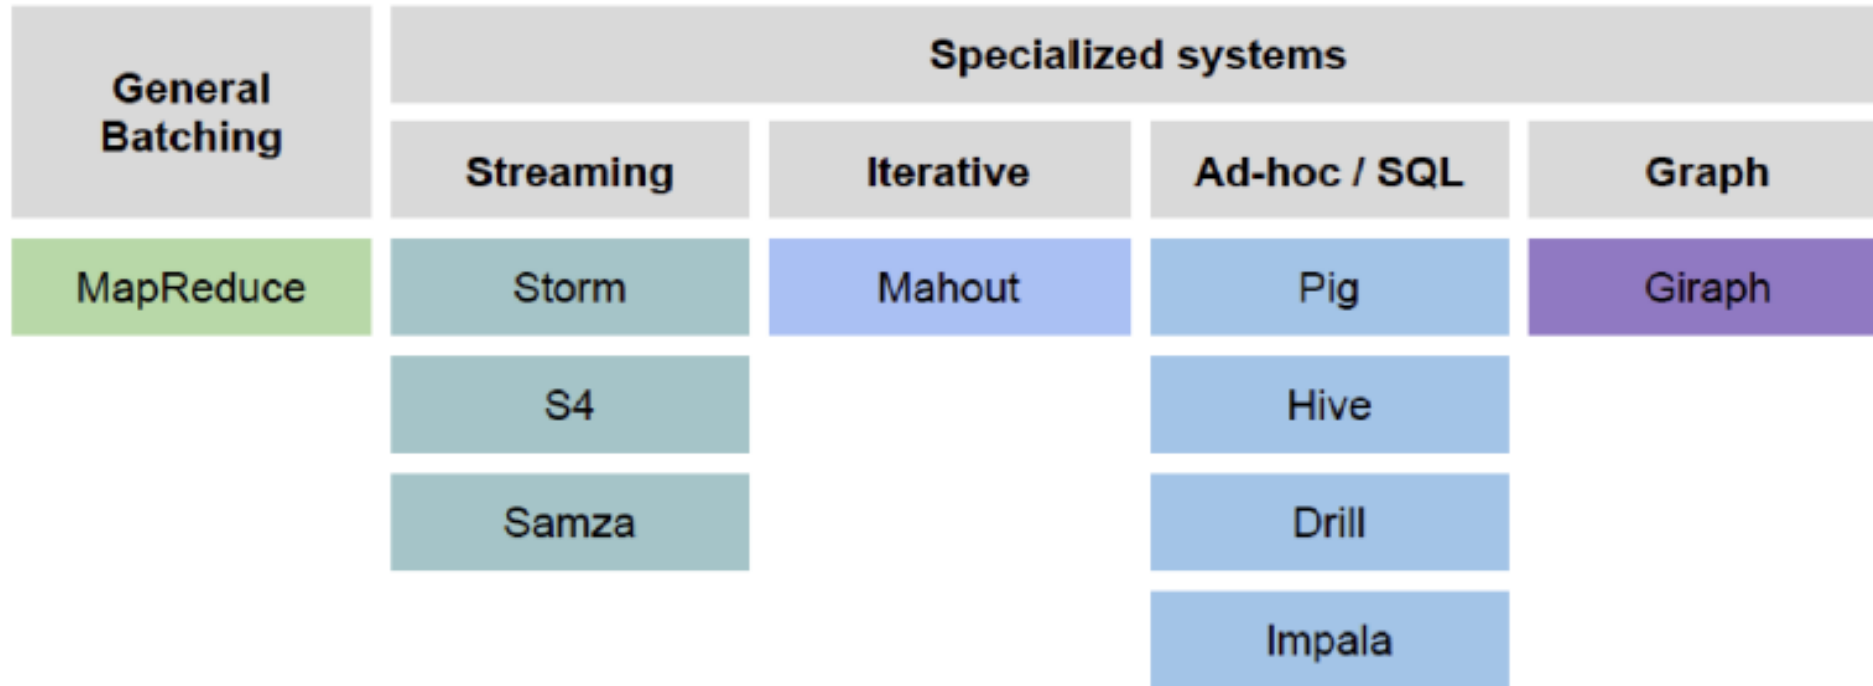 General
Batching
Specialized systems
Streaming
Iterative
Ad-hoc / SQL
Graph
MapReduce
Storm
Mahout
Pig
Giraph
S4
Hive
Samza
Drill
Impala